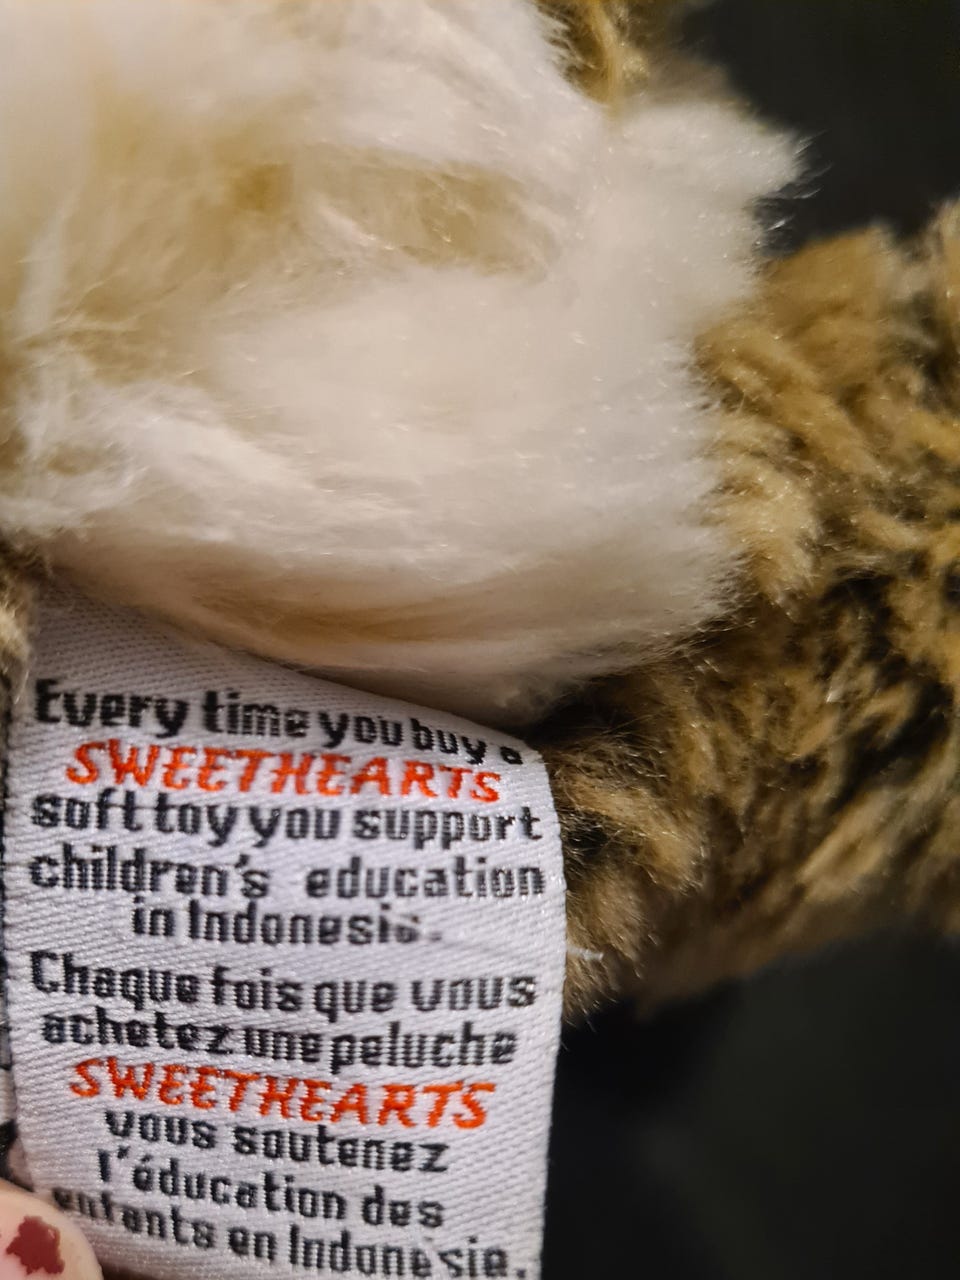 Every time you buy a
SWEETHEARTS
soft toy you support
children's education
in Indonesia.
Chaque fois que vous
achetez une peluche
SWEETHEARTS
vous soutenez
l'éducation des
enfants en Indonésie.